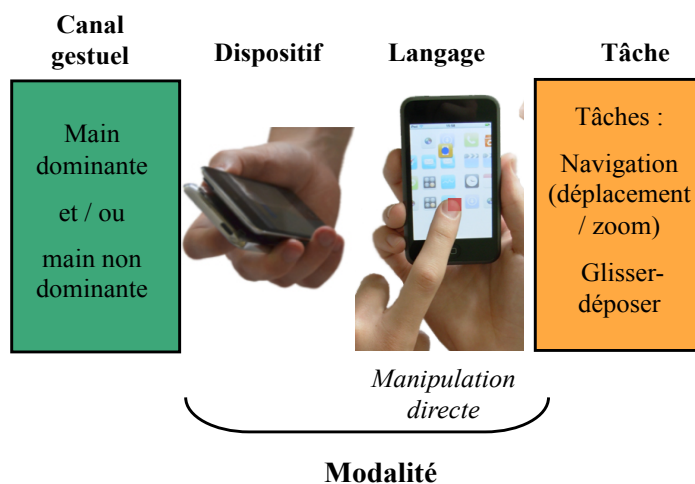 Canal
gestuel
Dispositif
Langage
Tâche
Main
dominante
et / ou
main non
dominante
Tâches :
Navigation
(déplacement
/ zoom)
Glisser-
déposer
Manipulation
directe
Modalité